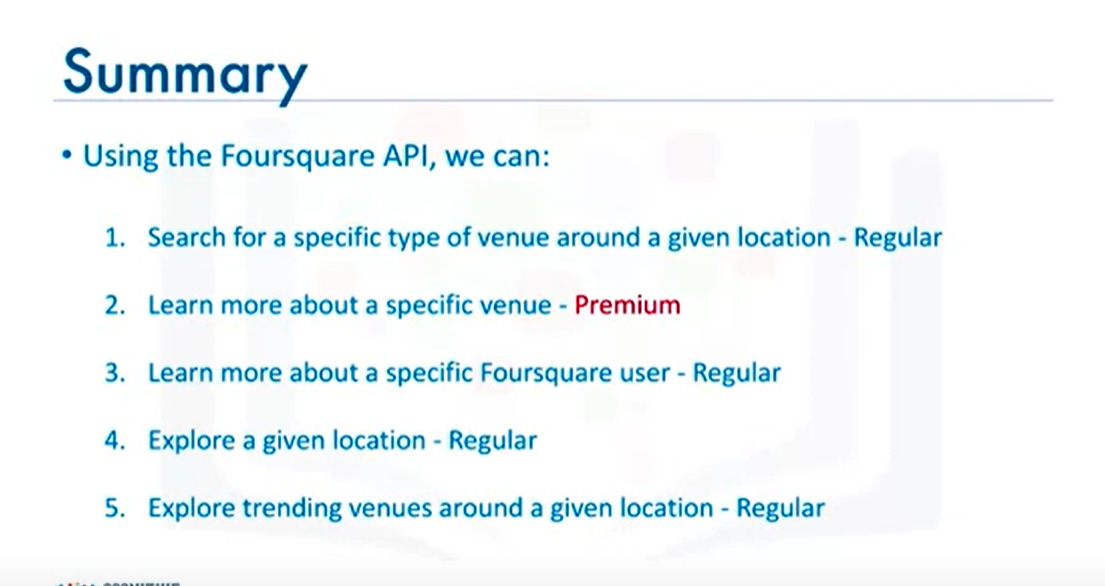 Summary
• Using the Foursquare API, we can:
1. Search for a specific type of venue around a given location - Regular
2. Learn more about a specific venue - Premium
3. Learn more about a specific Foursquare user - Regular
4. Explore a given location - Regular
5. Explore trending venues around a given location - Regular